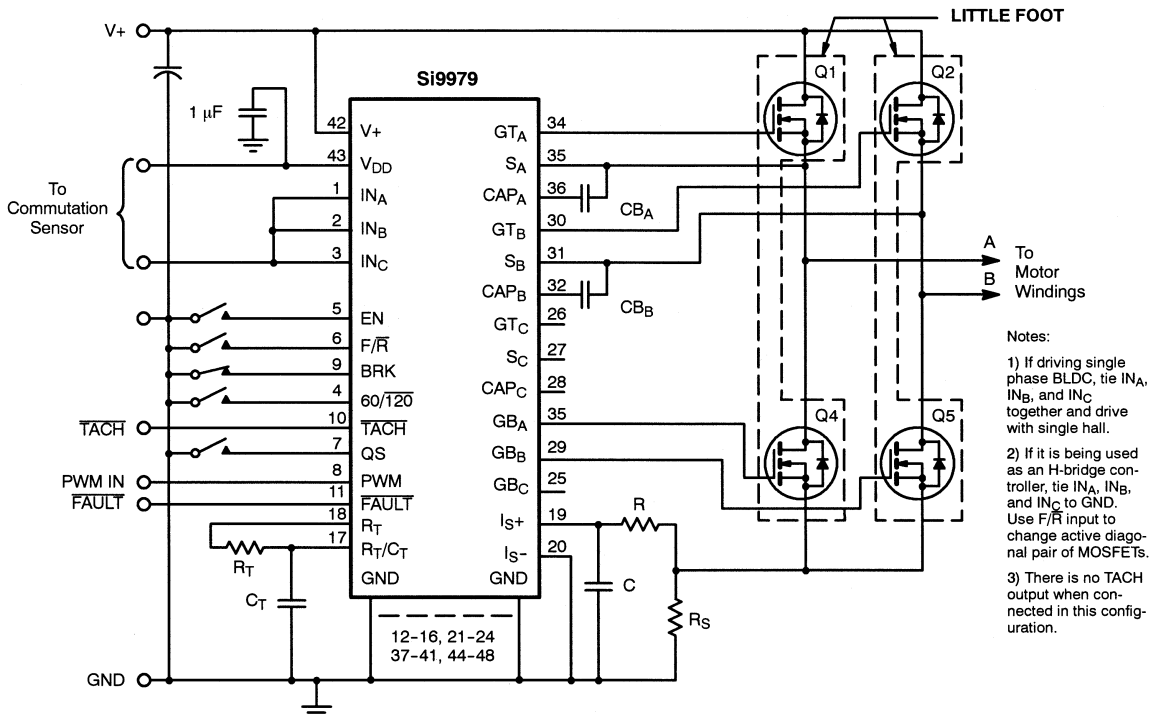 LITTLE FOOT
V+
Si9979
Q1
Q2
1 μF
42 V+
43 VDD
1 INA
2 INB
3 INC
To
Commutation
Sensor
5 EN
6 F/R̅
9 BRK
4 60/1̅2̅0̅
T̅A̅C̅H̅ 10 T̅A̅C̅H̅
7 QS
PWM IN 8 PWM
F̅A̅U̅L̅T̅ 11 F̅A̅U̅L̅T̅
18 RT
17 RT/CT
GND
RT
CT
GND
GTA 34
SA 35
CAPA 36
CBA
GTB 30
SB 31
CAPB 32
CBB
GTC 26
SC 27
CAPC 28
GBA 35
GBB 29
GBC 25
IS+ 19
IS- 20
GND
R
C
RS
12-16, 21-24
37-41, 44-48
Q4
Q5
A
B
To
Motor
Windings
Notes:
1) If driving single
phase BLDC, tie INA,
INB, and INC
together and drive
with single hall.
2) If it is being used
as an H-bridge con-
troller, tie INA, INB,
and INC to GND.
Use F/R̅ input to
change active diago-
nal pair of MOSFETs.
3) There is no TACH
output when con-
nected in this config-
uration.